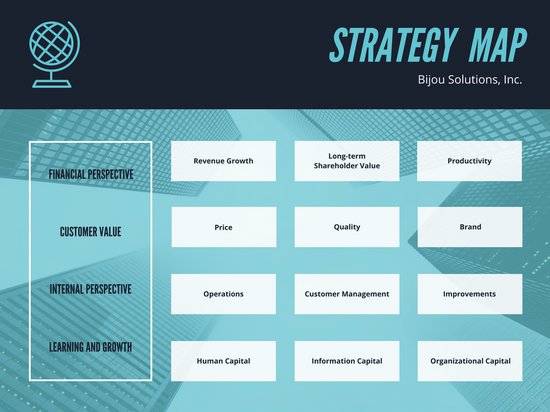 STRATEGY MAP
Bijou Solutions, Inc.
FINANCIAL PERSPECTIVE
Revenue Growth
Long-term
Shareholder Value
Productivity
CUSTOMER VALUE
Price
Quality
Brand
INTERNAL PERSPECTIVE
Operations
Customer Management
Improvements
LEARNING AND GROWTH
Human Capital
Information Capital
Organizational Capital